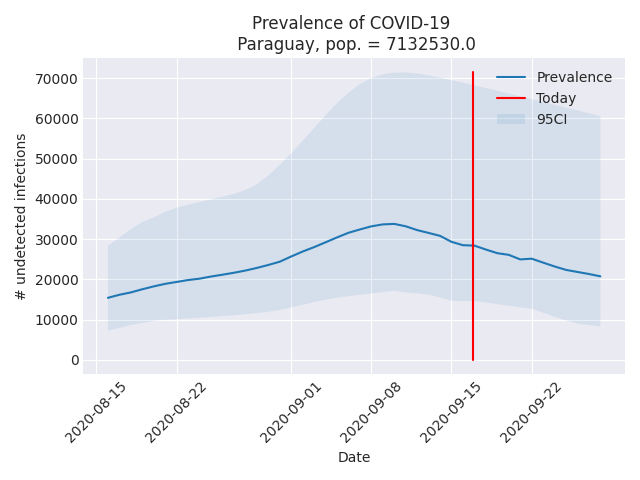 Prevalence of COVID-19
Paraguay, pop. = 7132530.0
Prevalence
Today
95CI
# undetected infections
70000
60000
50000
40000
30000
20000
10000
0
2020-08-15
2020-08-22
2020-09-01
2020-09-08
2020-09-15
2020-09-22
Date